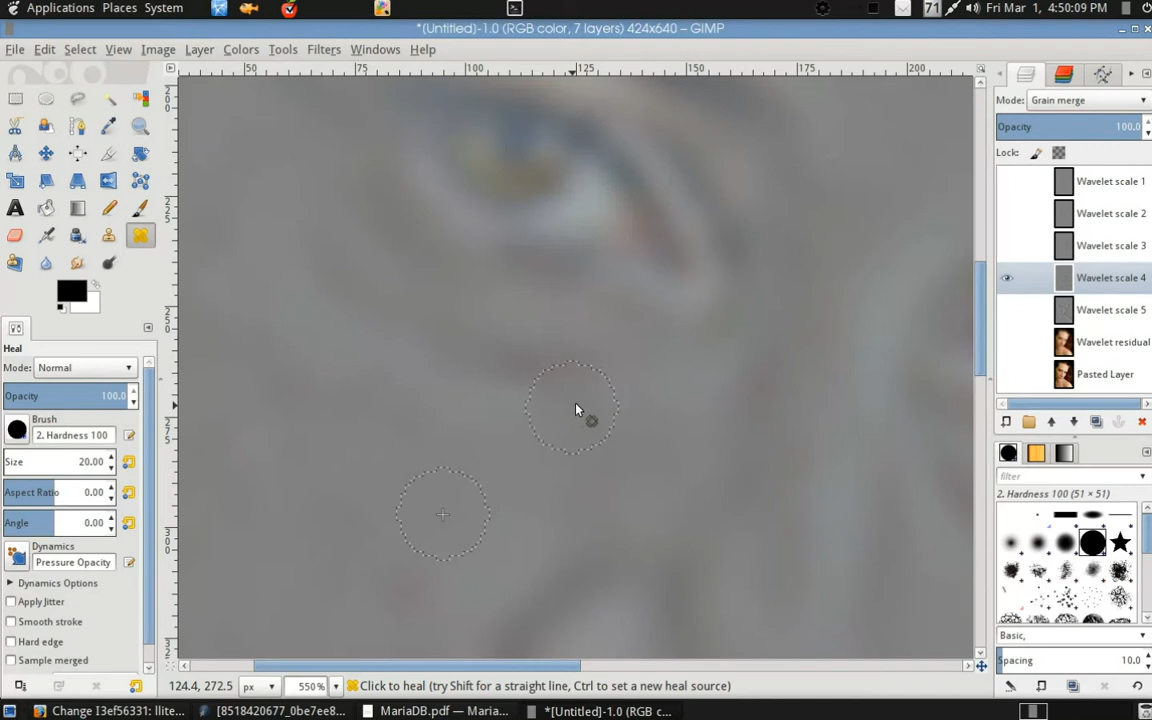 Applications Places System 71 Fri Mar 1, 4:50:09 PM
*[Untitled]-1.0 (RGB color, 7 layers) 424x640 – GIMP
File Edit Select View Image Layer Colors Tools Filters Windows Help
50 75 100 125 150 175 200
Mode: Grain merge
Opacity 100.0
Lock:
Wavelet scale 1
Wavelet scale 2
Wavelet scale 3
Wavelet scale 4
Wavelet scale 5
Wavelet residual
Pasted Layer
Heal
Mode: Normal
Opacity 100.0
Brush
2. Hardness 100
Size 20.00
Aspect Ratio 0.00
Angle 0.00
Dynamics
Pressure Opacity
Dynamics Options
Apply Jitter
Smooth stroke
Hard edge
Sample merged
filter
2. Hardness 100 (51 × 51)
Basic,
Spacing 10.0
124.4, 272.5 px 550% Click to heal (try Shift for a straight line, Ctrl to set a new heal source)
Change I3ef56331: llite... [8518420677_0be7ee8... MariaDB.pdf — Maria... *[Untitled]-1.0 (RGB c...